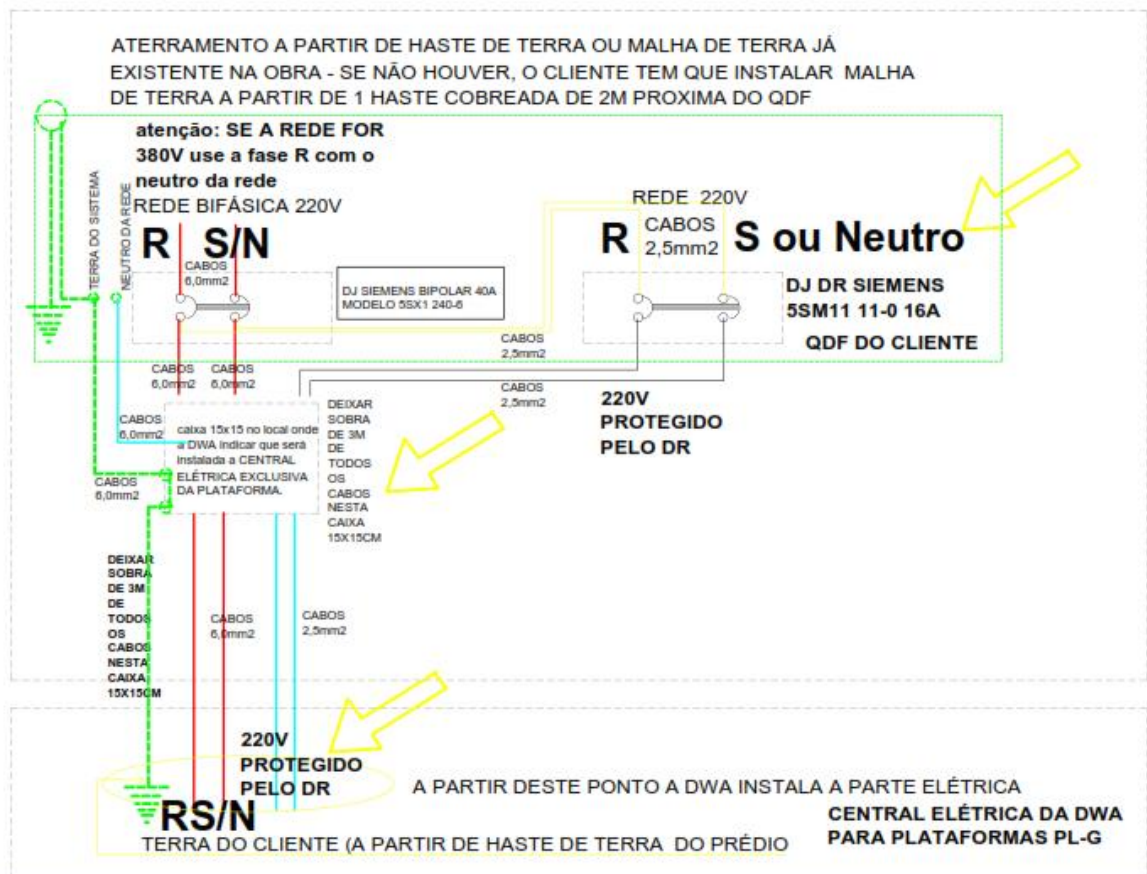 ATERRAMENTO A PARTIR DE HASTE DE TERRA OU MALHA DE TERRA JÁ
EXISTENTE NA OBRA - SE NÃO HOUVER, O CLIENTE TEM QUE INSTALAR MALHA
DE TERRA A PARTIR DE 1 HASTE COBREADA DE 2M PROXIMA DO QDF
atenção: SE A REDE FOR
380V use a fase R com o
neutro da rede
REDE BIFÁSICA 220V
R S/N
CABOS
6,0mm2
TERRA DO SISTEMA
NEUTRO DA REDE
DJ SIEMENS BIPOLAR 40A
MODELO 5SX1 240-6
REDE 220V
R
CABOS
2,5mm2
S ou Neutro
DJ DR SIEMENS
5SM11 11-0 16A
QDF DO CLIENTE
CABOS
2,5mm2
CABOS
6,0mm2
CABOS
6,0mm2
CABOS
2,5mm2
220V
PROTEGIDO
PELO DR
CABOS
6,0mm2
caixa 15x15 no local onde
a DWA indicar que será
instalada a CENTRAL
ELÉTRICA EXCLUSIVA
DA PLATAFORMA.
DEIXAR
SOBRA
DE 3M
DE
TODOS
OS
CABOS
NESTA
CAIXA
15X15CM
CABOS
6,0mm2
DEIXAR
SOBRA
DE 3M
DE
TODOS
OS
CABOS
NESTA
CAIXA
15X15CM
CABOS
6,0mm2
CABOS
2,5mm2
220V
PROTEGIDO
PELO DR
RS/N
A PARTIR DESTE PONTO A DWA INSTALA A PARTE ELÉTRICA
CENTRAL ELÉTRICA DA DWA
PARA PLATAFORMAS PL-G
TERRA DO CLIENTE (A PARTIR DE HASTE DE TERRA DO PRÉDIO